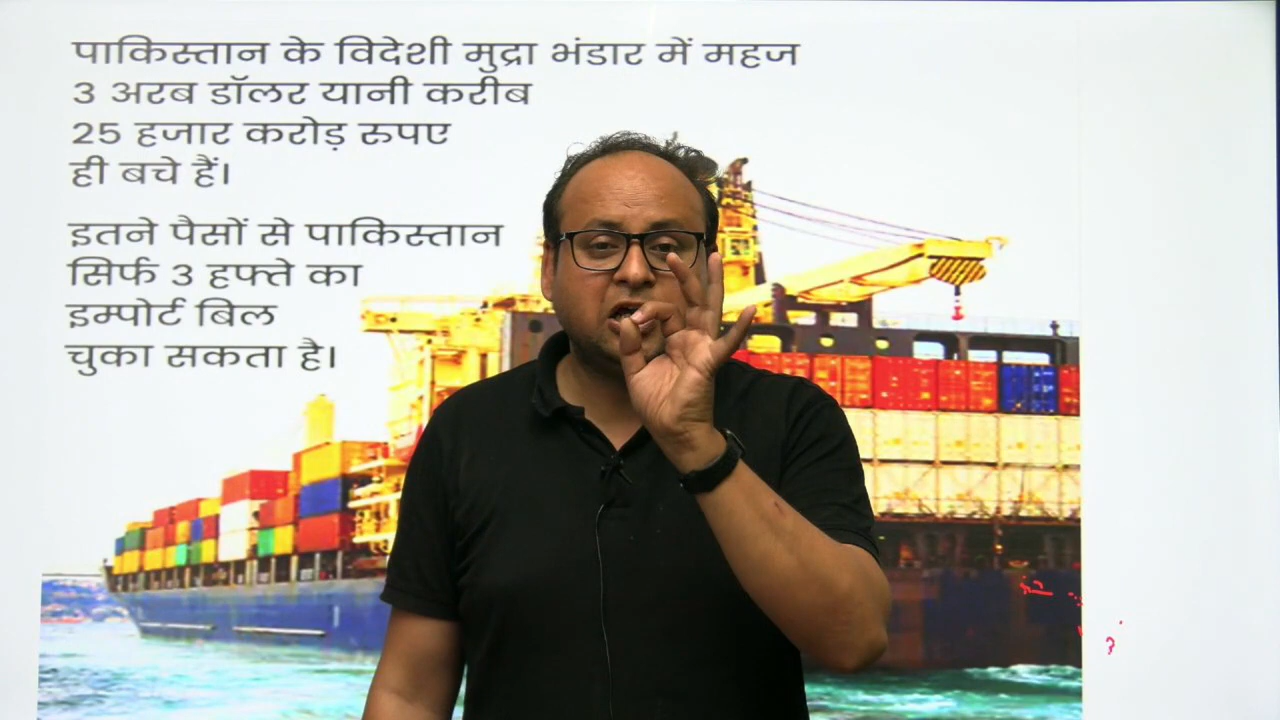 पाकिस्तान के विदेशी मुद्रा भंडार में महज
3 अरब डॉलर यानी करीब
25 हजार करोड़ रुपए
ही बचे हैं।
इतने पैसों से पाकिस्तान
सिर्फ 3 हफ्ते का
इम्पोर्ट बिल
चुका सकता है।